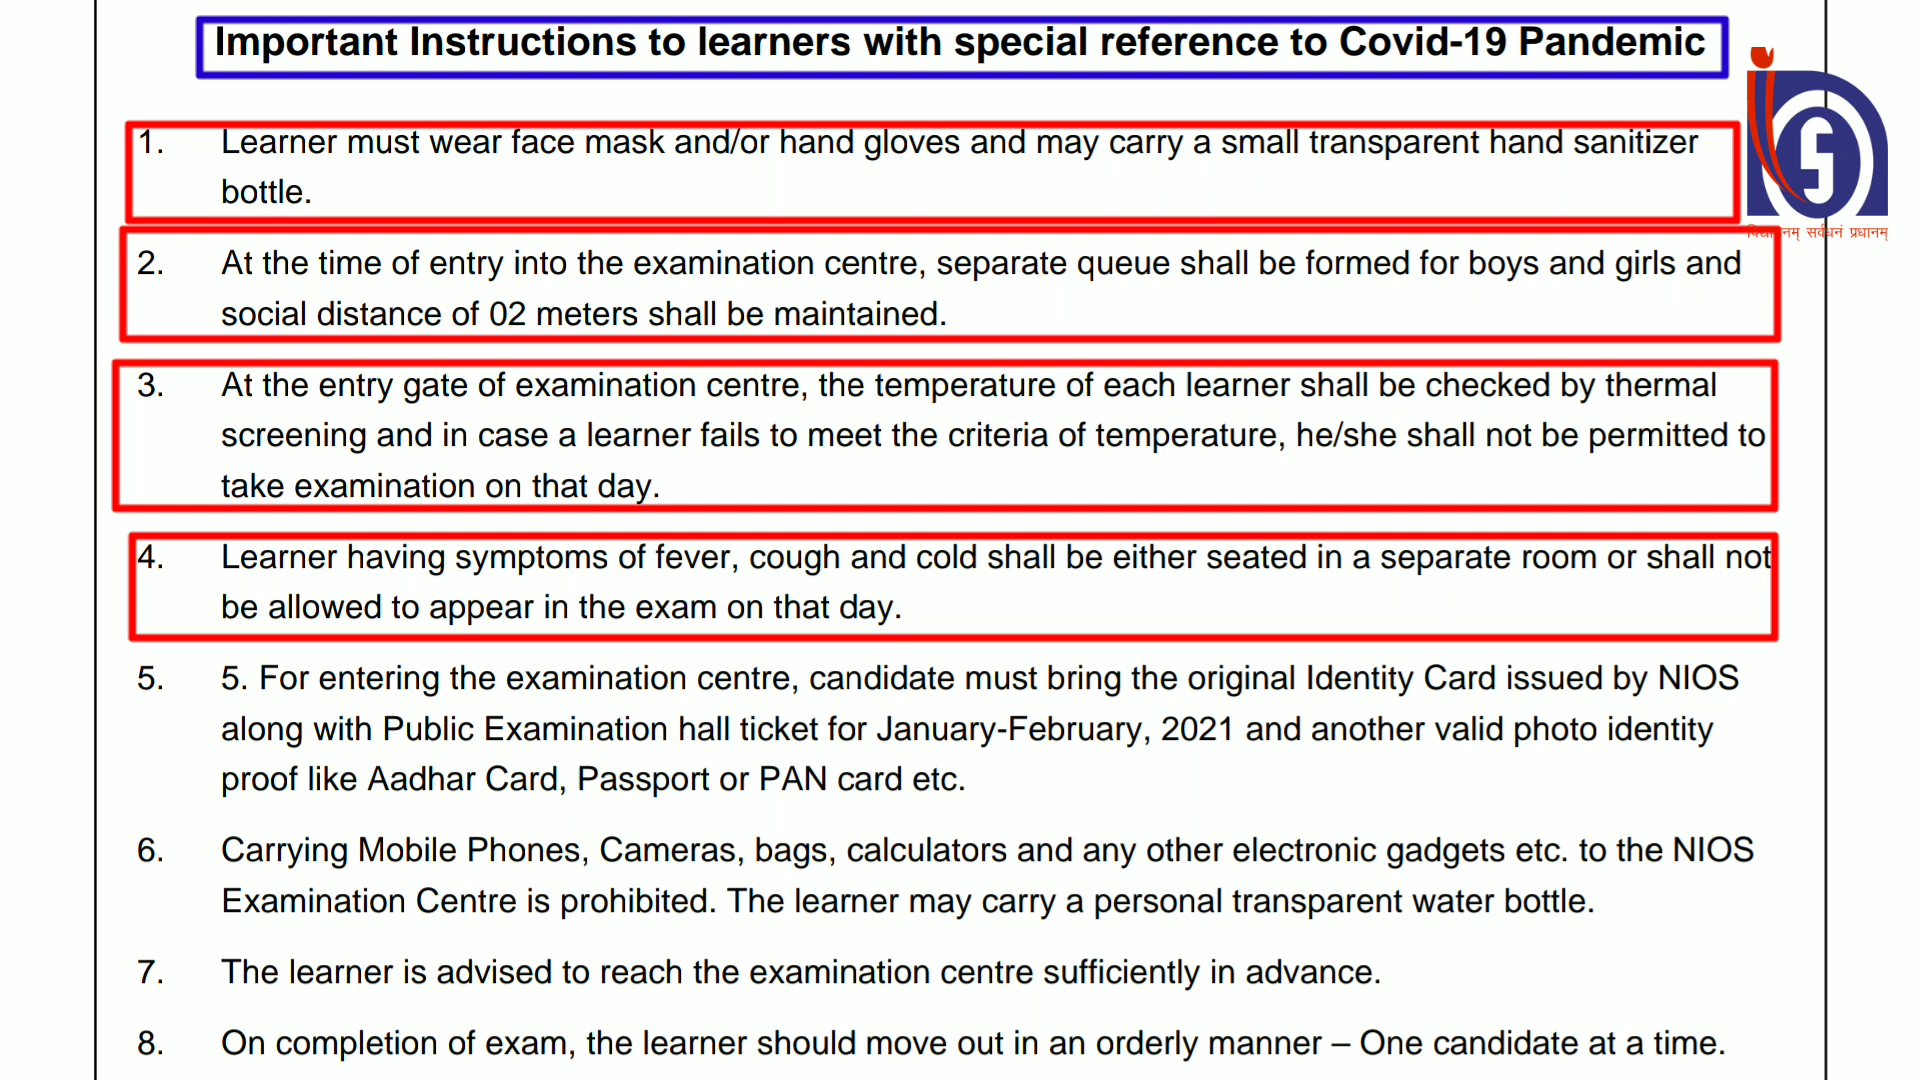 Important Instructions to learners with special reference to Covid-19 Pandemic
1. Learner must wear face mask and/or hand gloves and may carry a small transparent hand sanitizer
bottle.
सर्वधनं प्रधानम्
2. At the time of entry into the examination centre, separate queue shall be formed for boys and girls and
social distance of 02 meters shall be maintained.
3. At the entry gate of examination centre, the temperature of each learner shall be checked by thermal
screening and in case a learner fails to meet the criteria of temperature, he/she shall not be permitted to
take examination on that day.
4. Learner having symptoms of fever, cough and cold shall be either seated in a separate room or shall not
be allowed to appear in the exam on that day.
5. 5. For entering the examination centre, candidate must bring the original Identity Card issued by NIOS
along with Public Examination hall ticket for January-February, 2021 and another valid photo identity
proof like Aadhar Card, Passport or PAN card etc.
6. Carrying Mobile Phones, Cameras, bags, calculators and any other electronic gadgets etc. to the NIOS
Examination Centre is prohibited. The learner may carry a personal transparent water bottle.
7. The learner is advised to reach the examination centre sufficiently in advance.
8. On completion of exam, the learner should move out in an orderly manner – One candidate at a time.